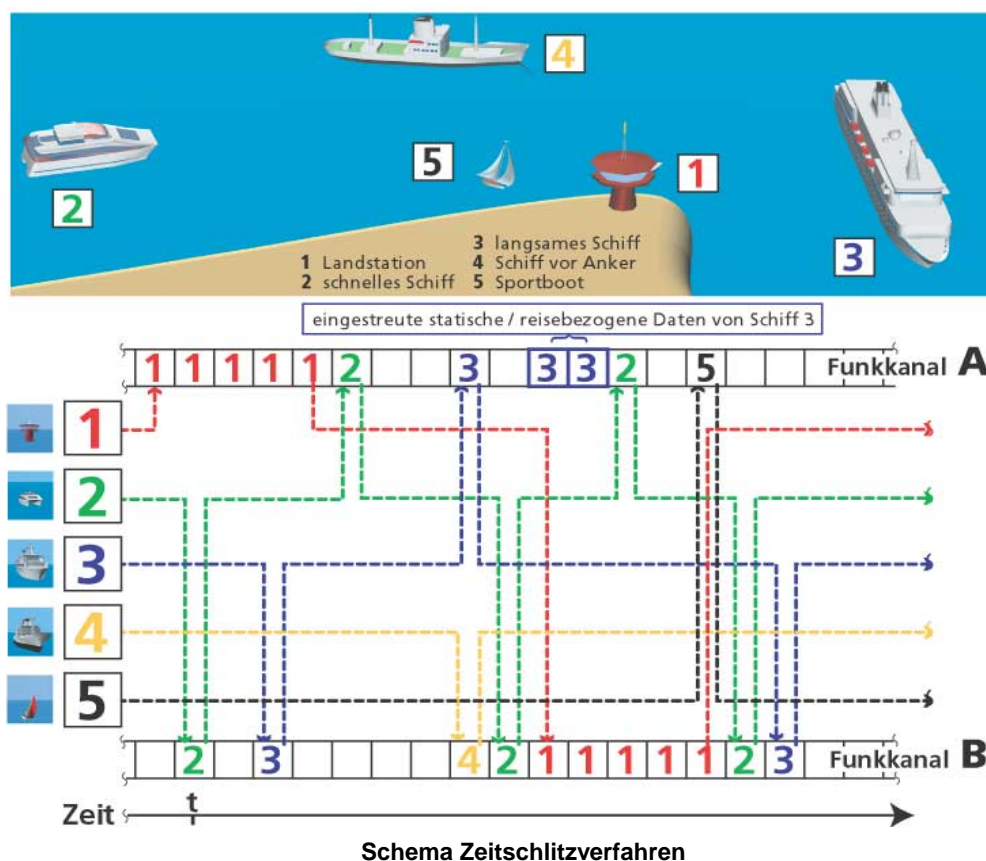 4
5
1
2
3
1 Landstation
2 schnelles Schiff
3 langsames Schiff
4 Schiff vor Anker
5 Sportboot
eingestreute statische / reisebezogene Daten von Schiff 3
1 1 1 1 1 2 3 3 3 2 5 Funkkanal A
1
2
3
4
5
2 3 4 2 1 1 1 1 1 2 3 Funkkanal B
t
Zeit
Schema Zeitschlitzverfahren